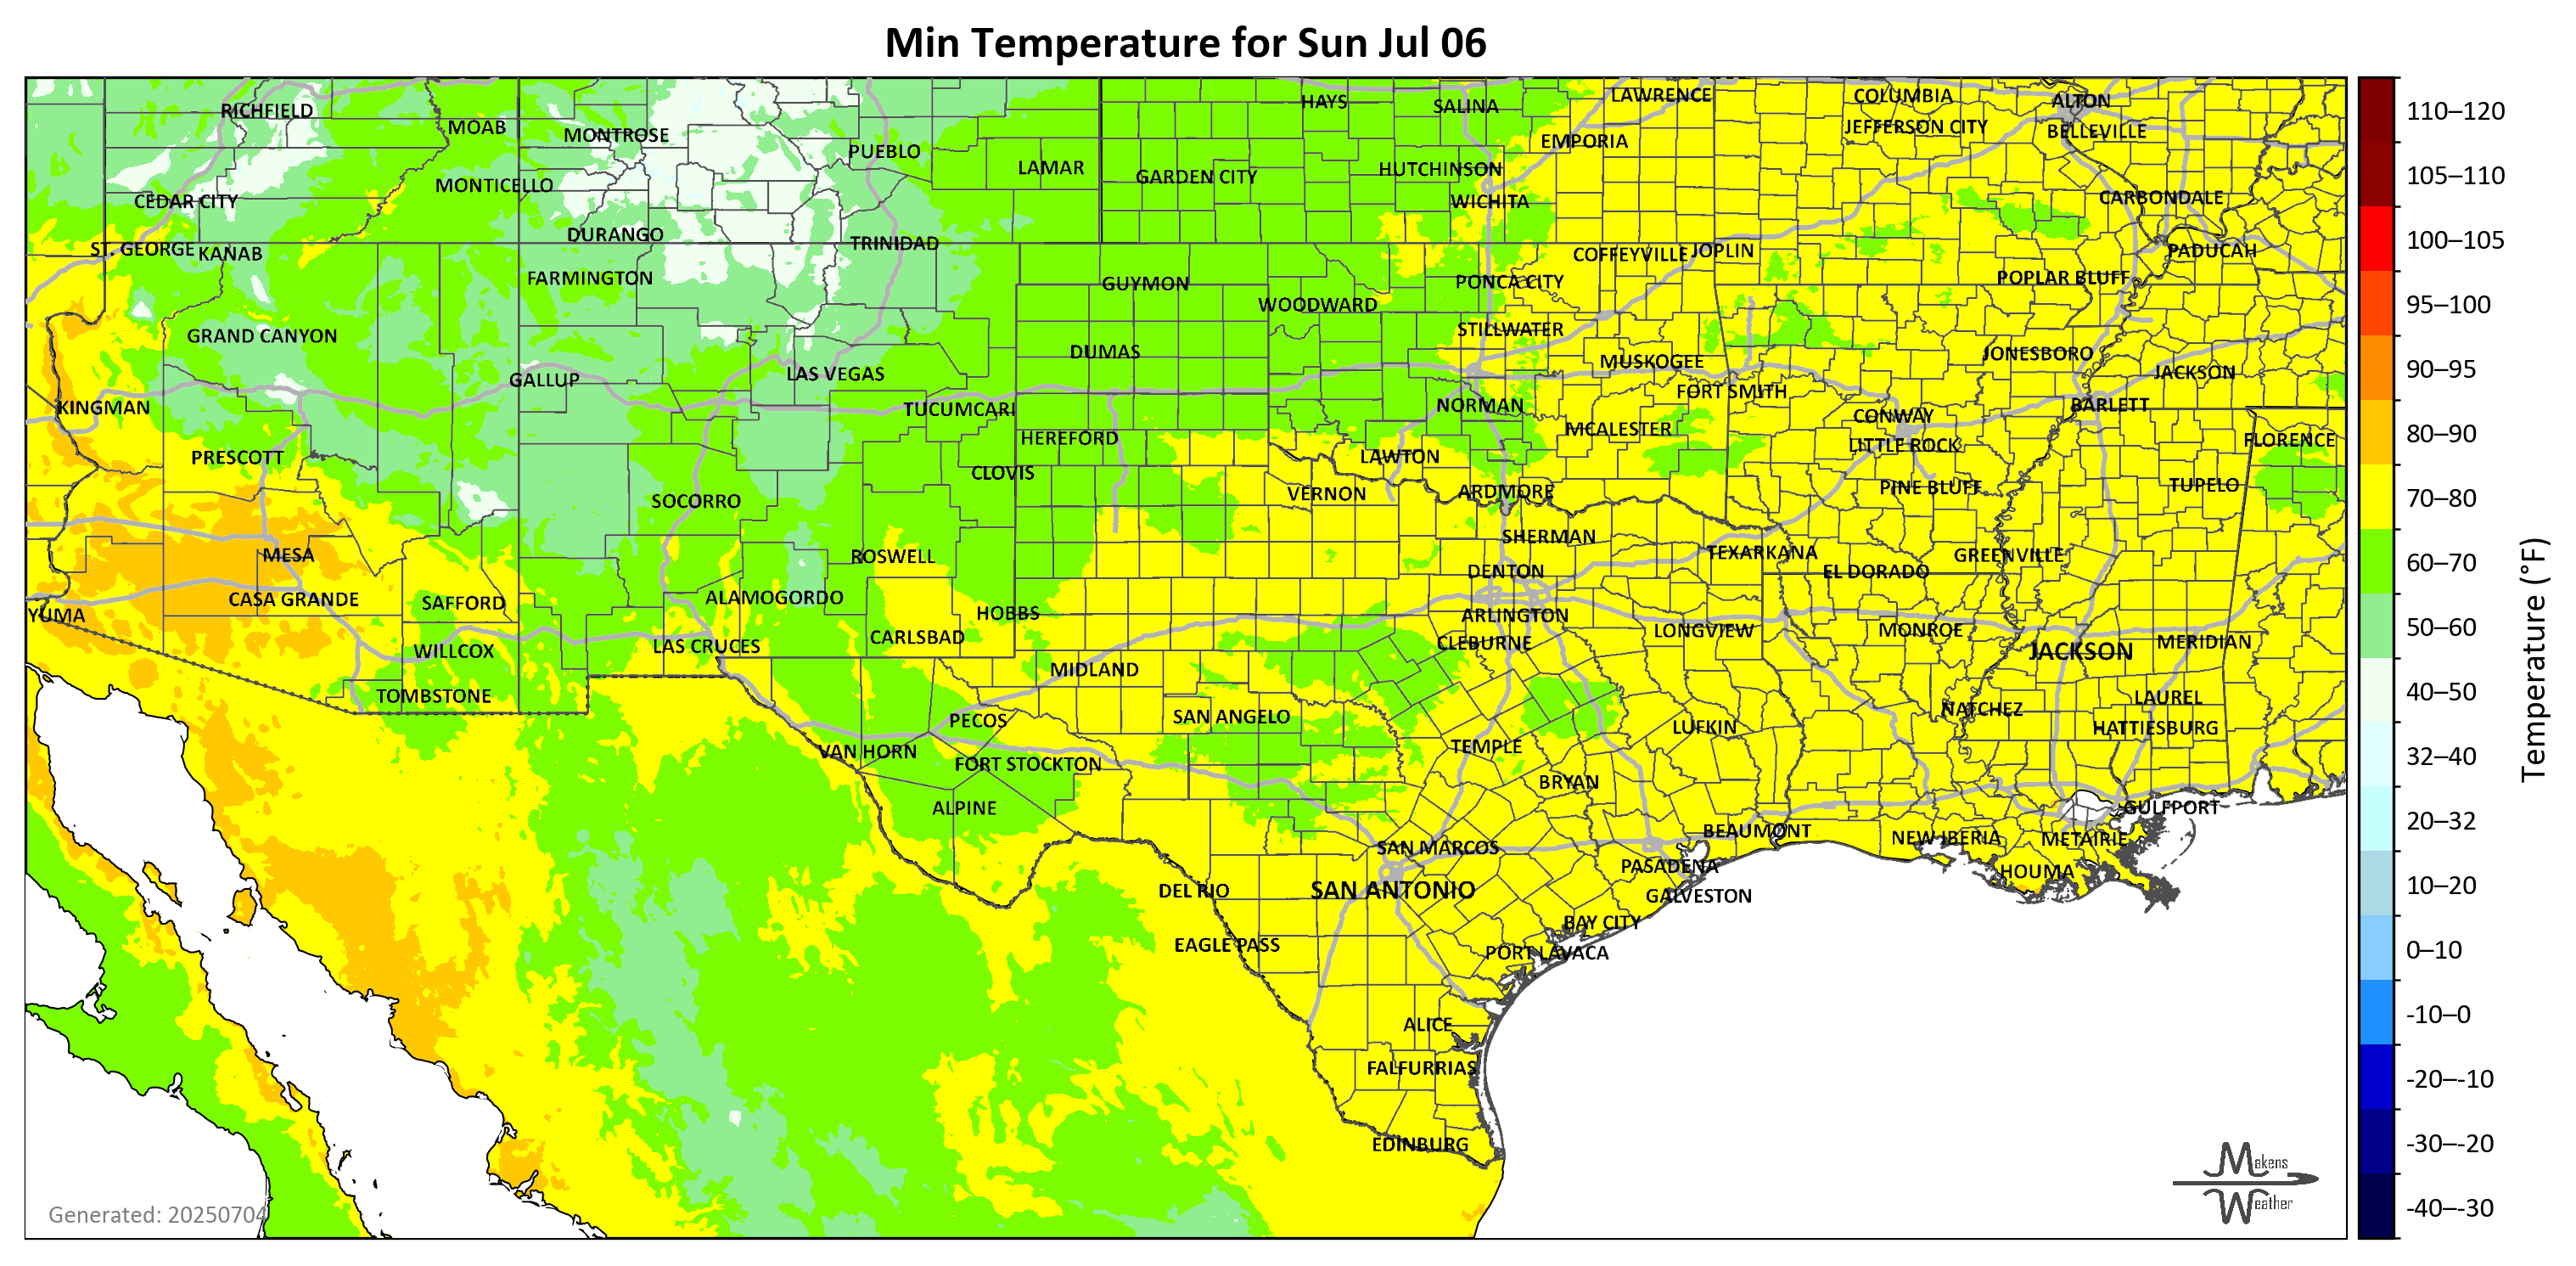 Min Temperature for Sun Jul 06
RICHFIELD
MOAB
MONTROSE
PUEBLO
LAMAR
HAYS
SALINA
LAWRENCE
COLUMBIA
ALTON
EMPORIA
JEFFERSON CITY
BELLEVILLE
CEDAR CITY
MONTICELLO
GARDEN CITY
HUTCHINSON
WICHITA
CARBONDALE
ST. GEORGE
KANAB
DURANGO
TRINIDAD
COFFEYVILLE
JOPLIN
PADUCAH
FARMINGTON
GUYMON
WOODWARD
PONCA CITY
POPLAR BLUFF
GRAND CANYON
DUMAS
STILLWATER
MUSKOGEE
JONESBORO
JACKSON
GALLUP
LAS VEGAS
FORT SMITH
KINGMAN
TUCUMCARI
NORMAN
CONWAY
BARLETT
PRESCOTT
HEREFORD
MCALESTER
LITTLE ROCK
FLORENCE
CLOVIS
LAWTON
SOCORRO
VERNON
ARDMORE
PINE BLUFF
TUPELO
MESA
ROSWELL
SHERMAN
TEXARKANA
GREENVILLE
DENTON
EL DORADO
YUMA
CASA GRANDE
SAFFORD
ALAMOGORDO
HOBBS
ARLINGTON
WILLCOX
LAS CRUCES
CARLSBAD
CLEBURNE
LONGVIEW
MONROE
JACKSON
MERIDIAN
TOMBSTONE
MIDLAND
PECOS
SAN ANGELO
LUFKIN
NATCHEZ
LAUREL
HATTIESBURG
VAN HORN
FORT STOCKTON
TEMPLE
ALPINE
BRYAN
GULFPORT
BEAUMONT
NEW IBERIA
METAIRIE
SAN MARCOS
PASADENA
HOUMA
DEL RIO
SAN ANTONIO
GALVESTON
EAGLE PASS
BAY CITY
PORT LAVACA
ALICE
FALFURRIAS
EDINBURG
Generated: 20250704
Makens
Weather
110–120
105–110
100–105
95–100
90–95
80–90
70–80
60–70
50–60
40–50
32–40
20–32
10–20
0–10
-10–0
-20–-10
-30–-20
-40–-30
Temperature (°F)